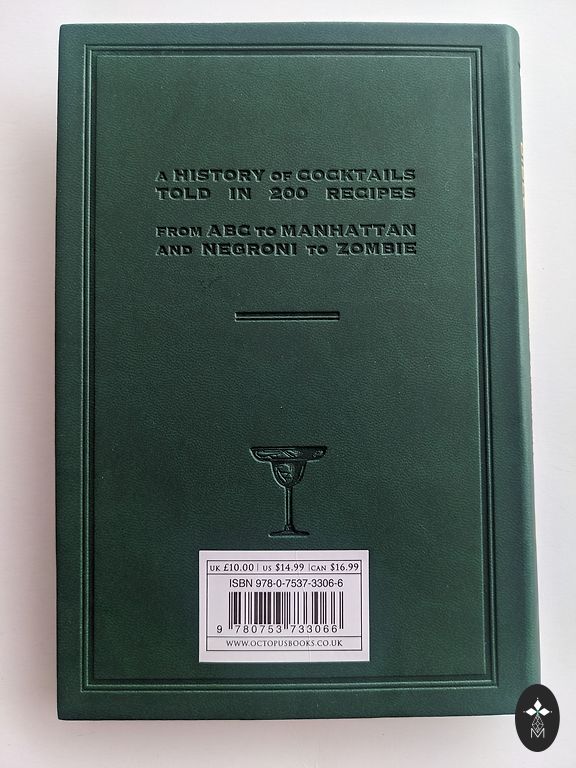 A HISTORY OF COCKTAILS
TOLD IN 200 RECIPES
FROM ABC TO MANHATTAN
AND NEGRONI TO ZOMBIE
UK £10.00 | US $14.99 | CAN $16.99
ISBN 978-0-7537-3306-6
9 780753 733066
WWW.OCTOPUSBOOKS.CO.UK